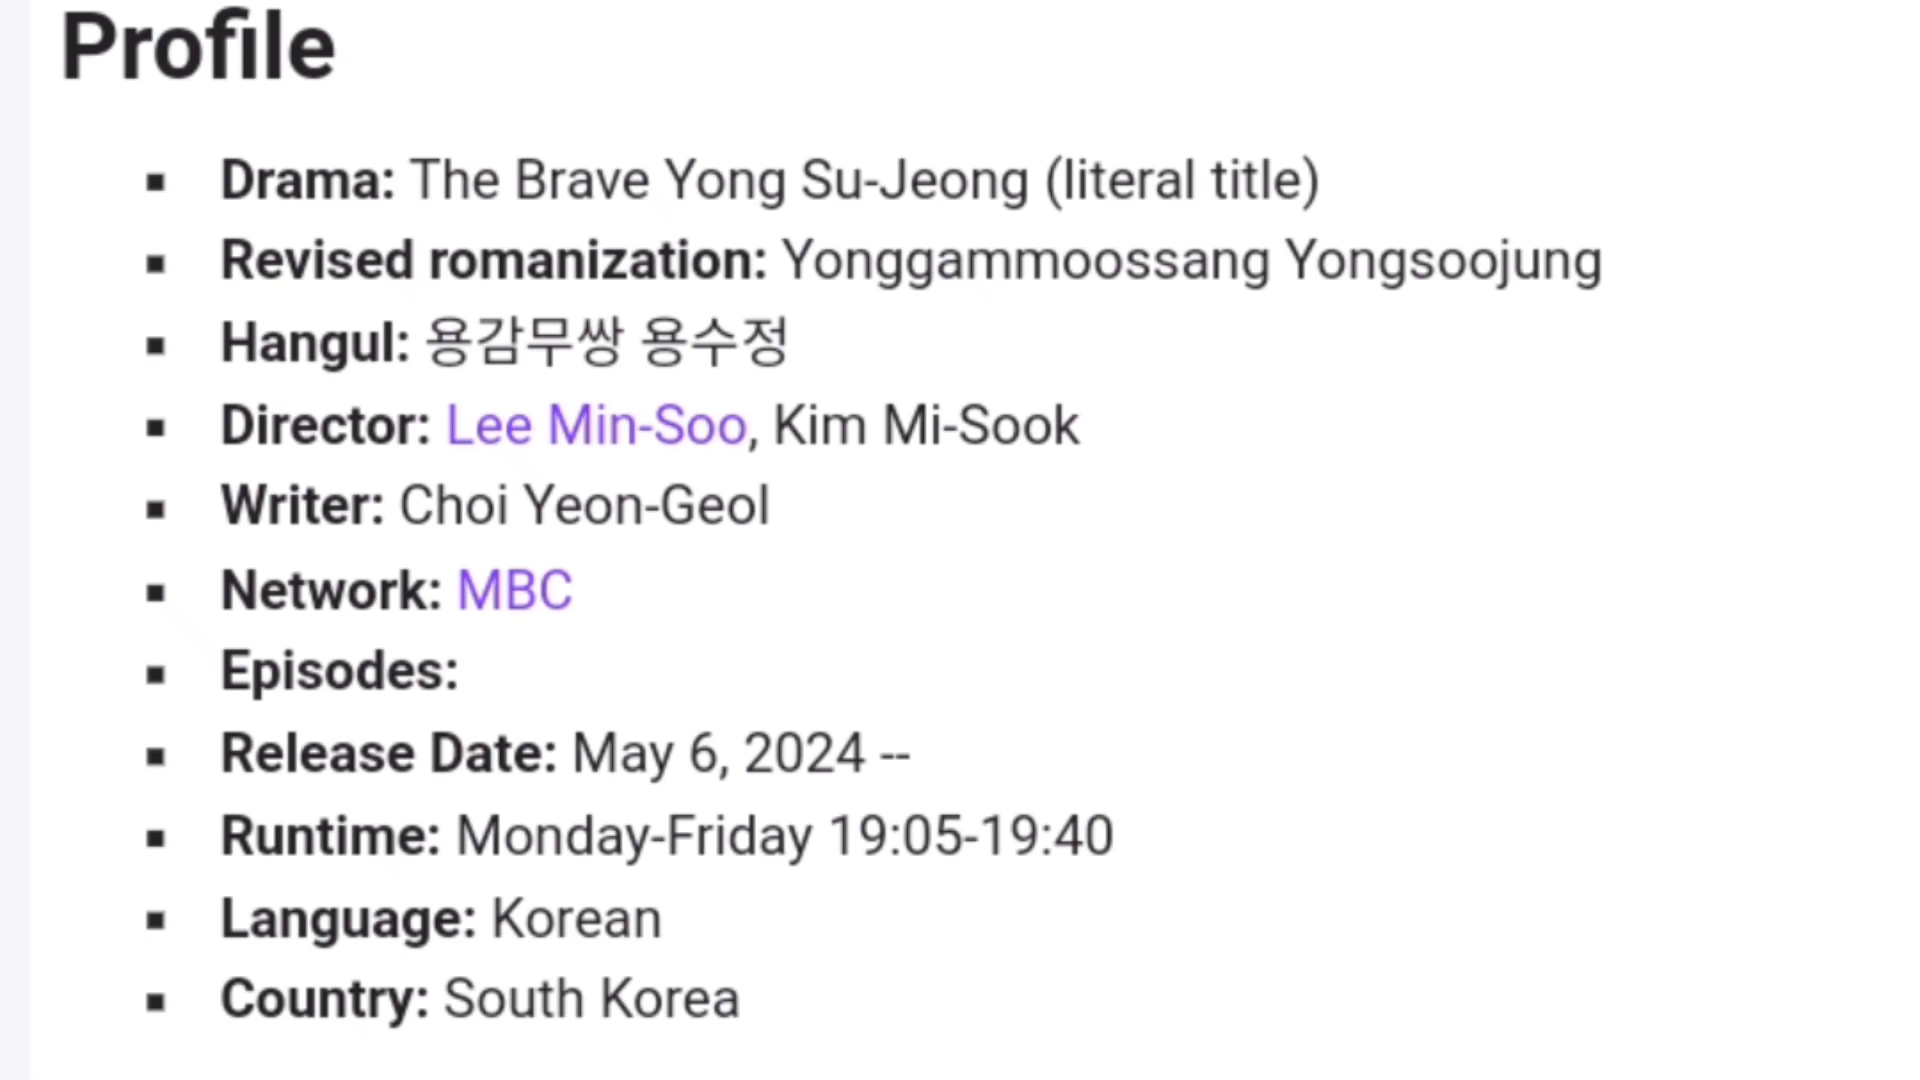 Profile
▪ Drama: The Brave Yong Su-Jeong (literal title)
▪ Revised romanization: Yonggammoossang Yongsoojung
▪ Hangul: 용감무쌍 용수정
▪ Director: Lee Min-Soo, Kim Mi-Sook
▪ Writer: Choi Yeon-Geol
▪ Network: MBC
▪ Episodes:
▪ Release Date: May 6, 2024 --
▪ Runtime: Monday-Friday 19:05-19:40
▪ Language: Korean
▪ Country: South Korea